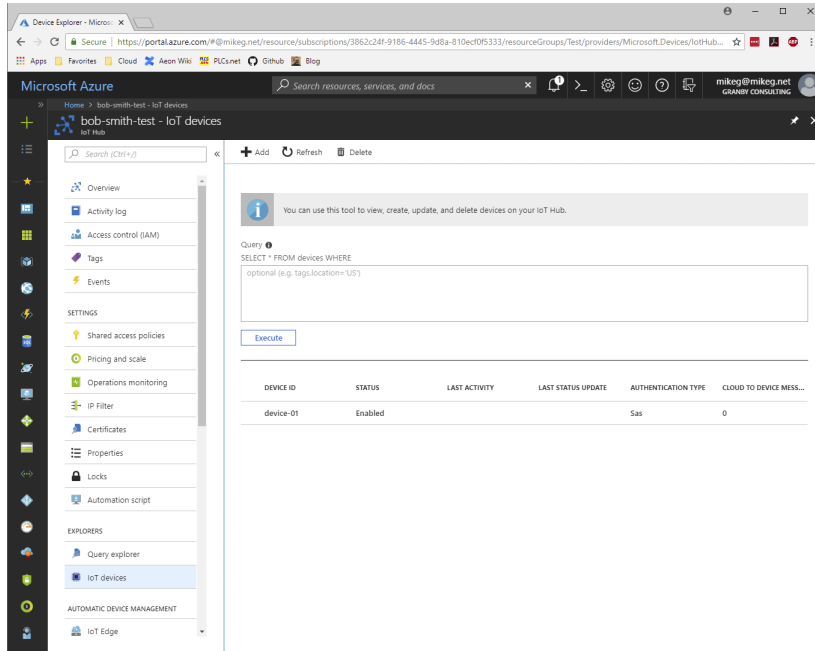 Device Explorer - Microso
Secure | https://portal.azure.com/#@mikeg.net/resource/subscriptions/3862c24f-9186-4445-9d8a-810ecf0f5333/resourceGroups/Test/providers/Microsoft.Devices/IotHub...
Apps Favorites Cloud Aeon Wiki PLCs.net Github Blog
Microsoft Azure Search resources, services, and docs 1 mikeg@mikeg.net
GRANBY CONSULTING
Home > bob-smith-test - IoT devices
bob-smith-test - IoT devices
IoT Hub
Search (Ctrl+/)
Add Refresh Delete
Overview
Activity log
Access control (IAM)
Tags
Events
SETTINGS
Shared access policies
Pricing and scale
Operations monitoring
IP Filter
Certificates
Properties
Locks
Automation script
EXPLORERS
Query explorer
IoT devices
AUTOMATIC DEVICE MANAGEMENT
IoT Edge
You can use this tool to view, create, update, and delete devices on your IoT Hub.
Query
SELECT * FROM devices WHERE
optional (e.g. tags.location='US')
Execute
DEVICE ID STATUS LAST ACTIVITY LAST STATUS UPDATE AUTHENTICATION TYPE CLOUD TO DEVICE MESS...
device-01 Enabled Sas 0